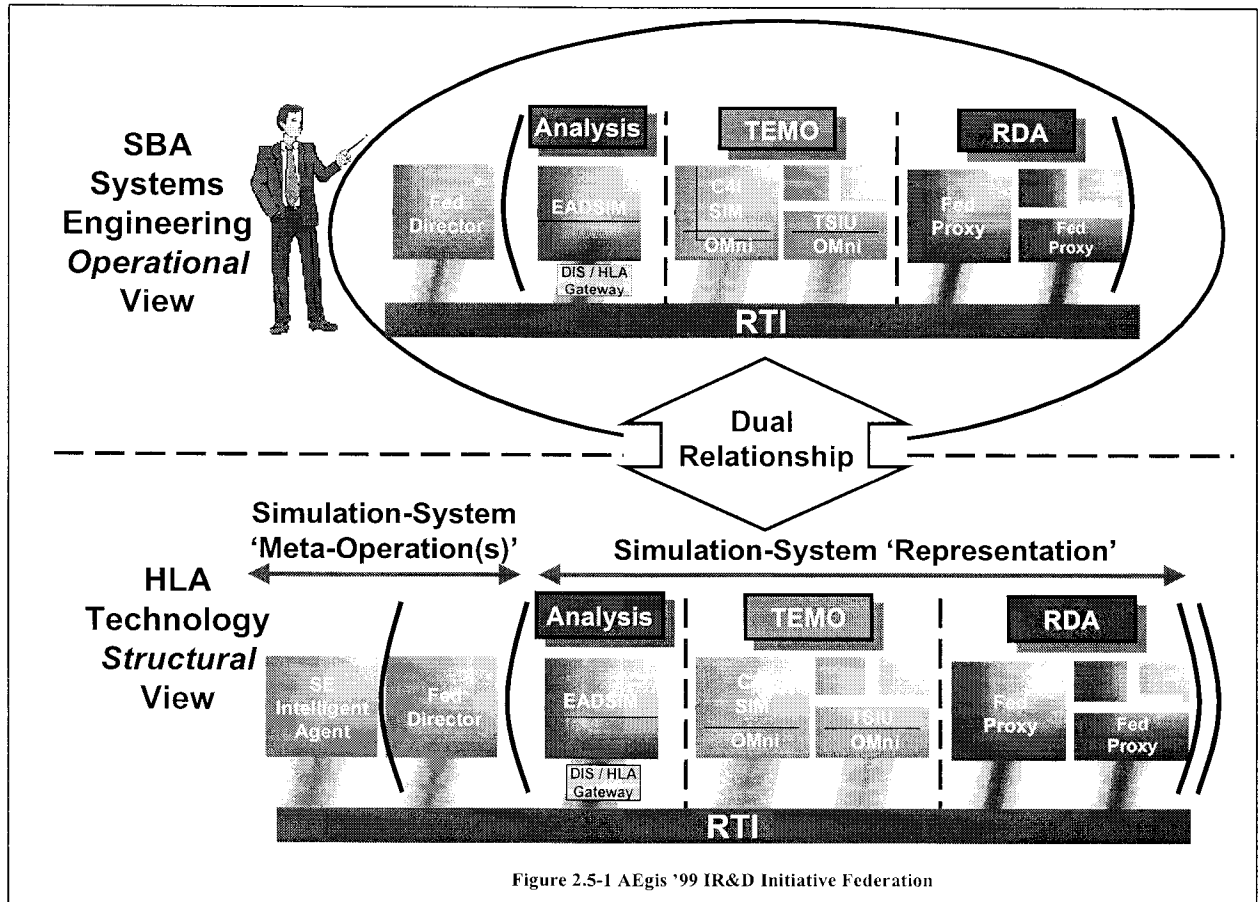 SBA
Systems
Engineering
Operational
View
Analysis
TEMO
RDA
Fed
Director
EADSIM
SIM
OMni
TSIU
OMni
Fed
Proxy
Fed
Proxy
DIS / HLA
Gateway
RTI
Dual
Relationship
Simulation-System
'Meta-Operation(s)'
Simulation-System 'Representation'
HLA
Technology
Structural
View
Analysis
TEMO
RDA
Intelligent
Agent
Fed
Director
EADSIM
SIM
OMni
TSIU
OMni
Fed
Proxy
Fed
Proxy
DIS / HLA
Gateway
RTI
Figure 2.5-1 AEgis '99 IR&D Initiative Federation